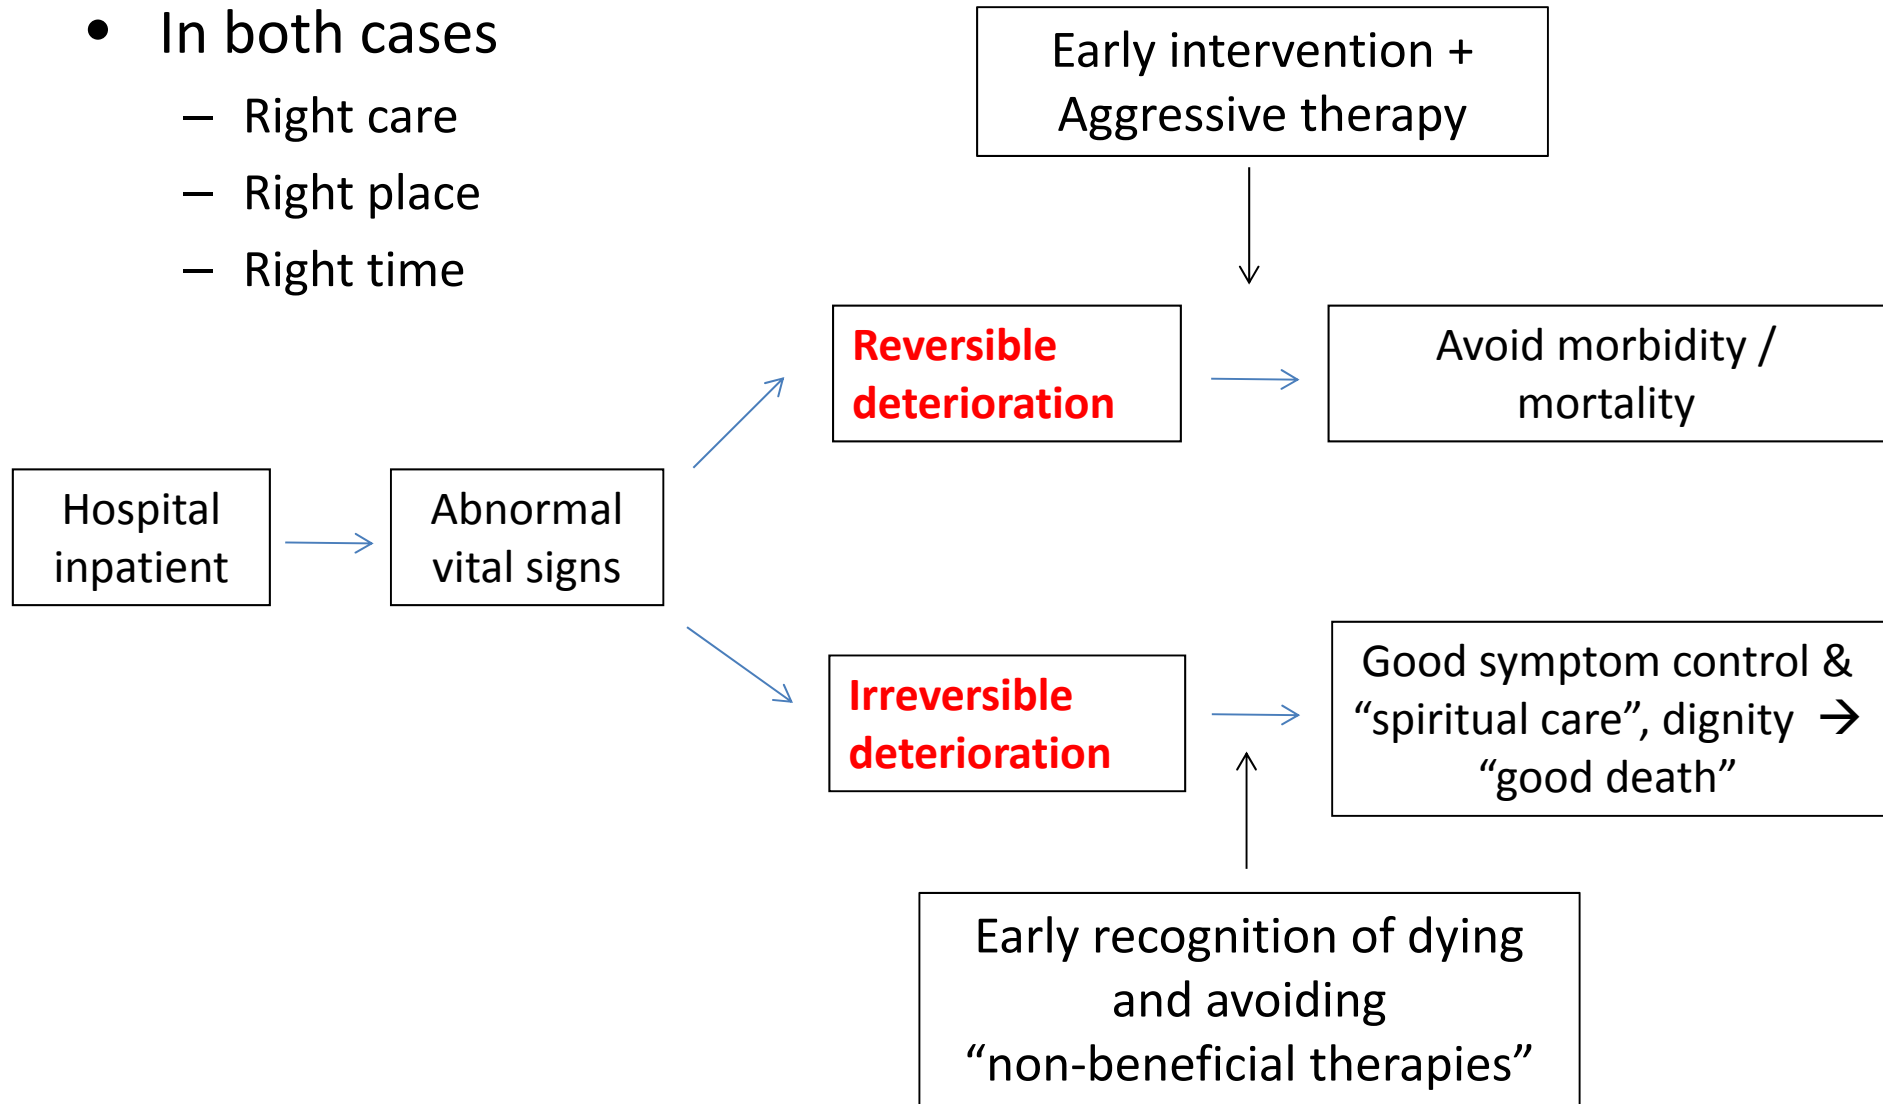 • In both cases
– Right care
– Right place
– Right time
Early intervention +
Aggressive therapy
Reversible
deterioration
Avoid morbidity /
mortality
Hospital
inpatient
Abnormal
vital signs
Irreversible
deterioration
Good symptom control &
“spiritual care”, dignity →
“good death”
Early recognition of dying
and avoiding
“non-beneficial therapies”